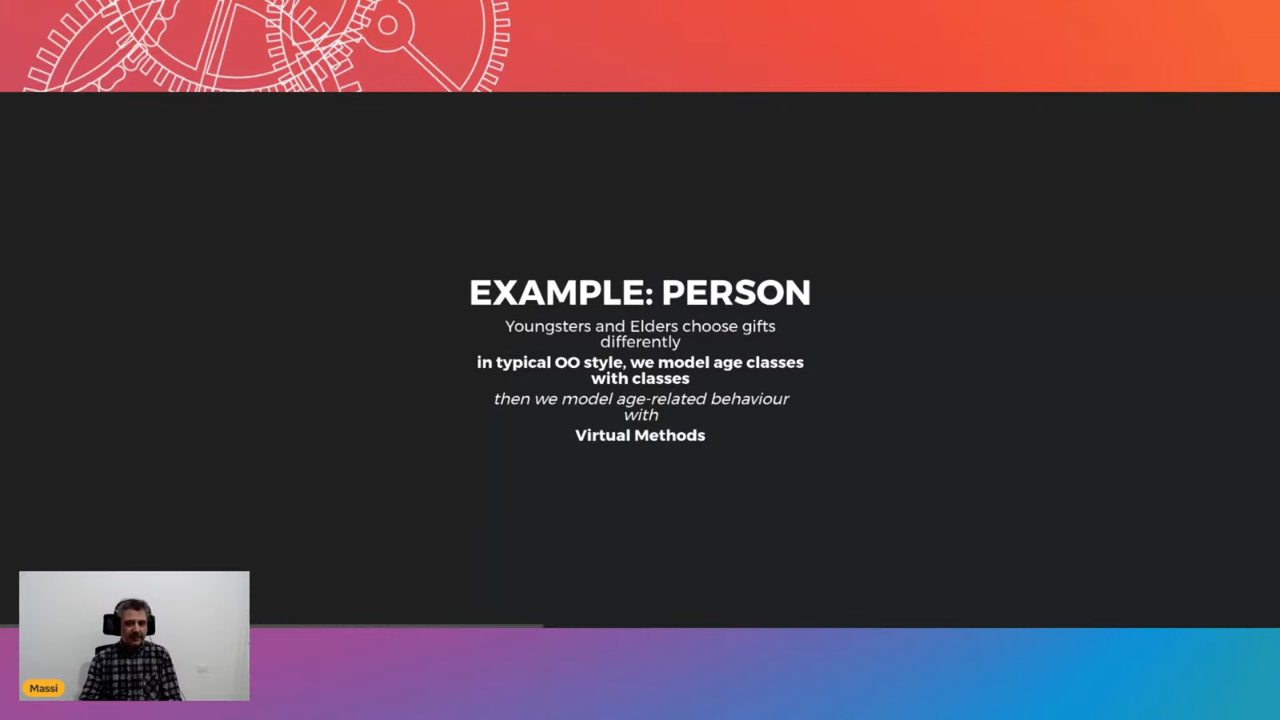 EXAMPLE: PERSON
Youngsters and Elders choose gifts
differently
in typical OO style, we model age classes
with classes
then we model age-related behaviour
with
Virtual Methods
Massi